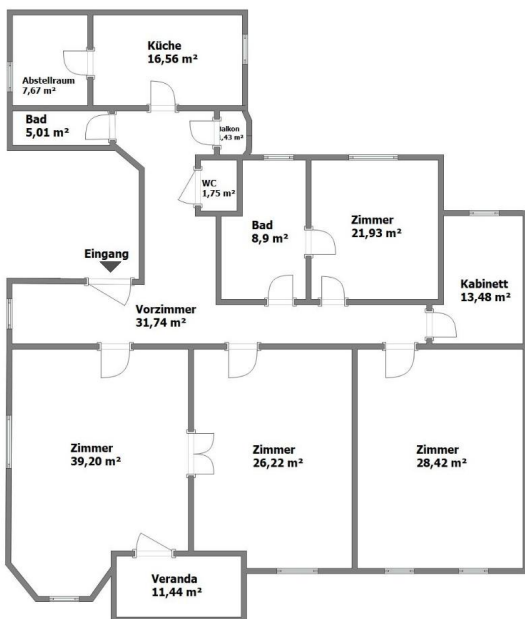 Küche
16,56 m²
Abstellraum
7,67 m²
Bad
5,01 m²
,43 m²
WC
1,75 m²
Bad
8,9 m²
Zimmer
21,93 m²
Eingang
Kabinett
13,48 m²
Vorzimmer
31,74 m²
Zimmer
39,20 m²
Zimmer
26,22 m²
Zimmer
28,42 m²
Veranda
11,44 m²